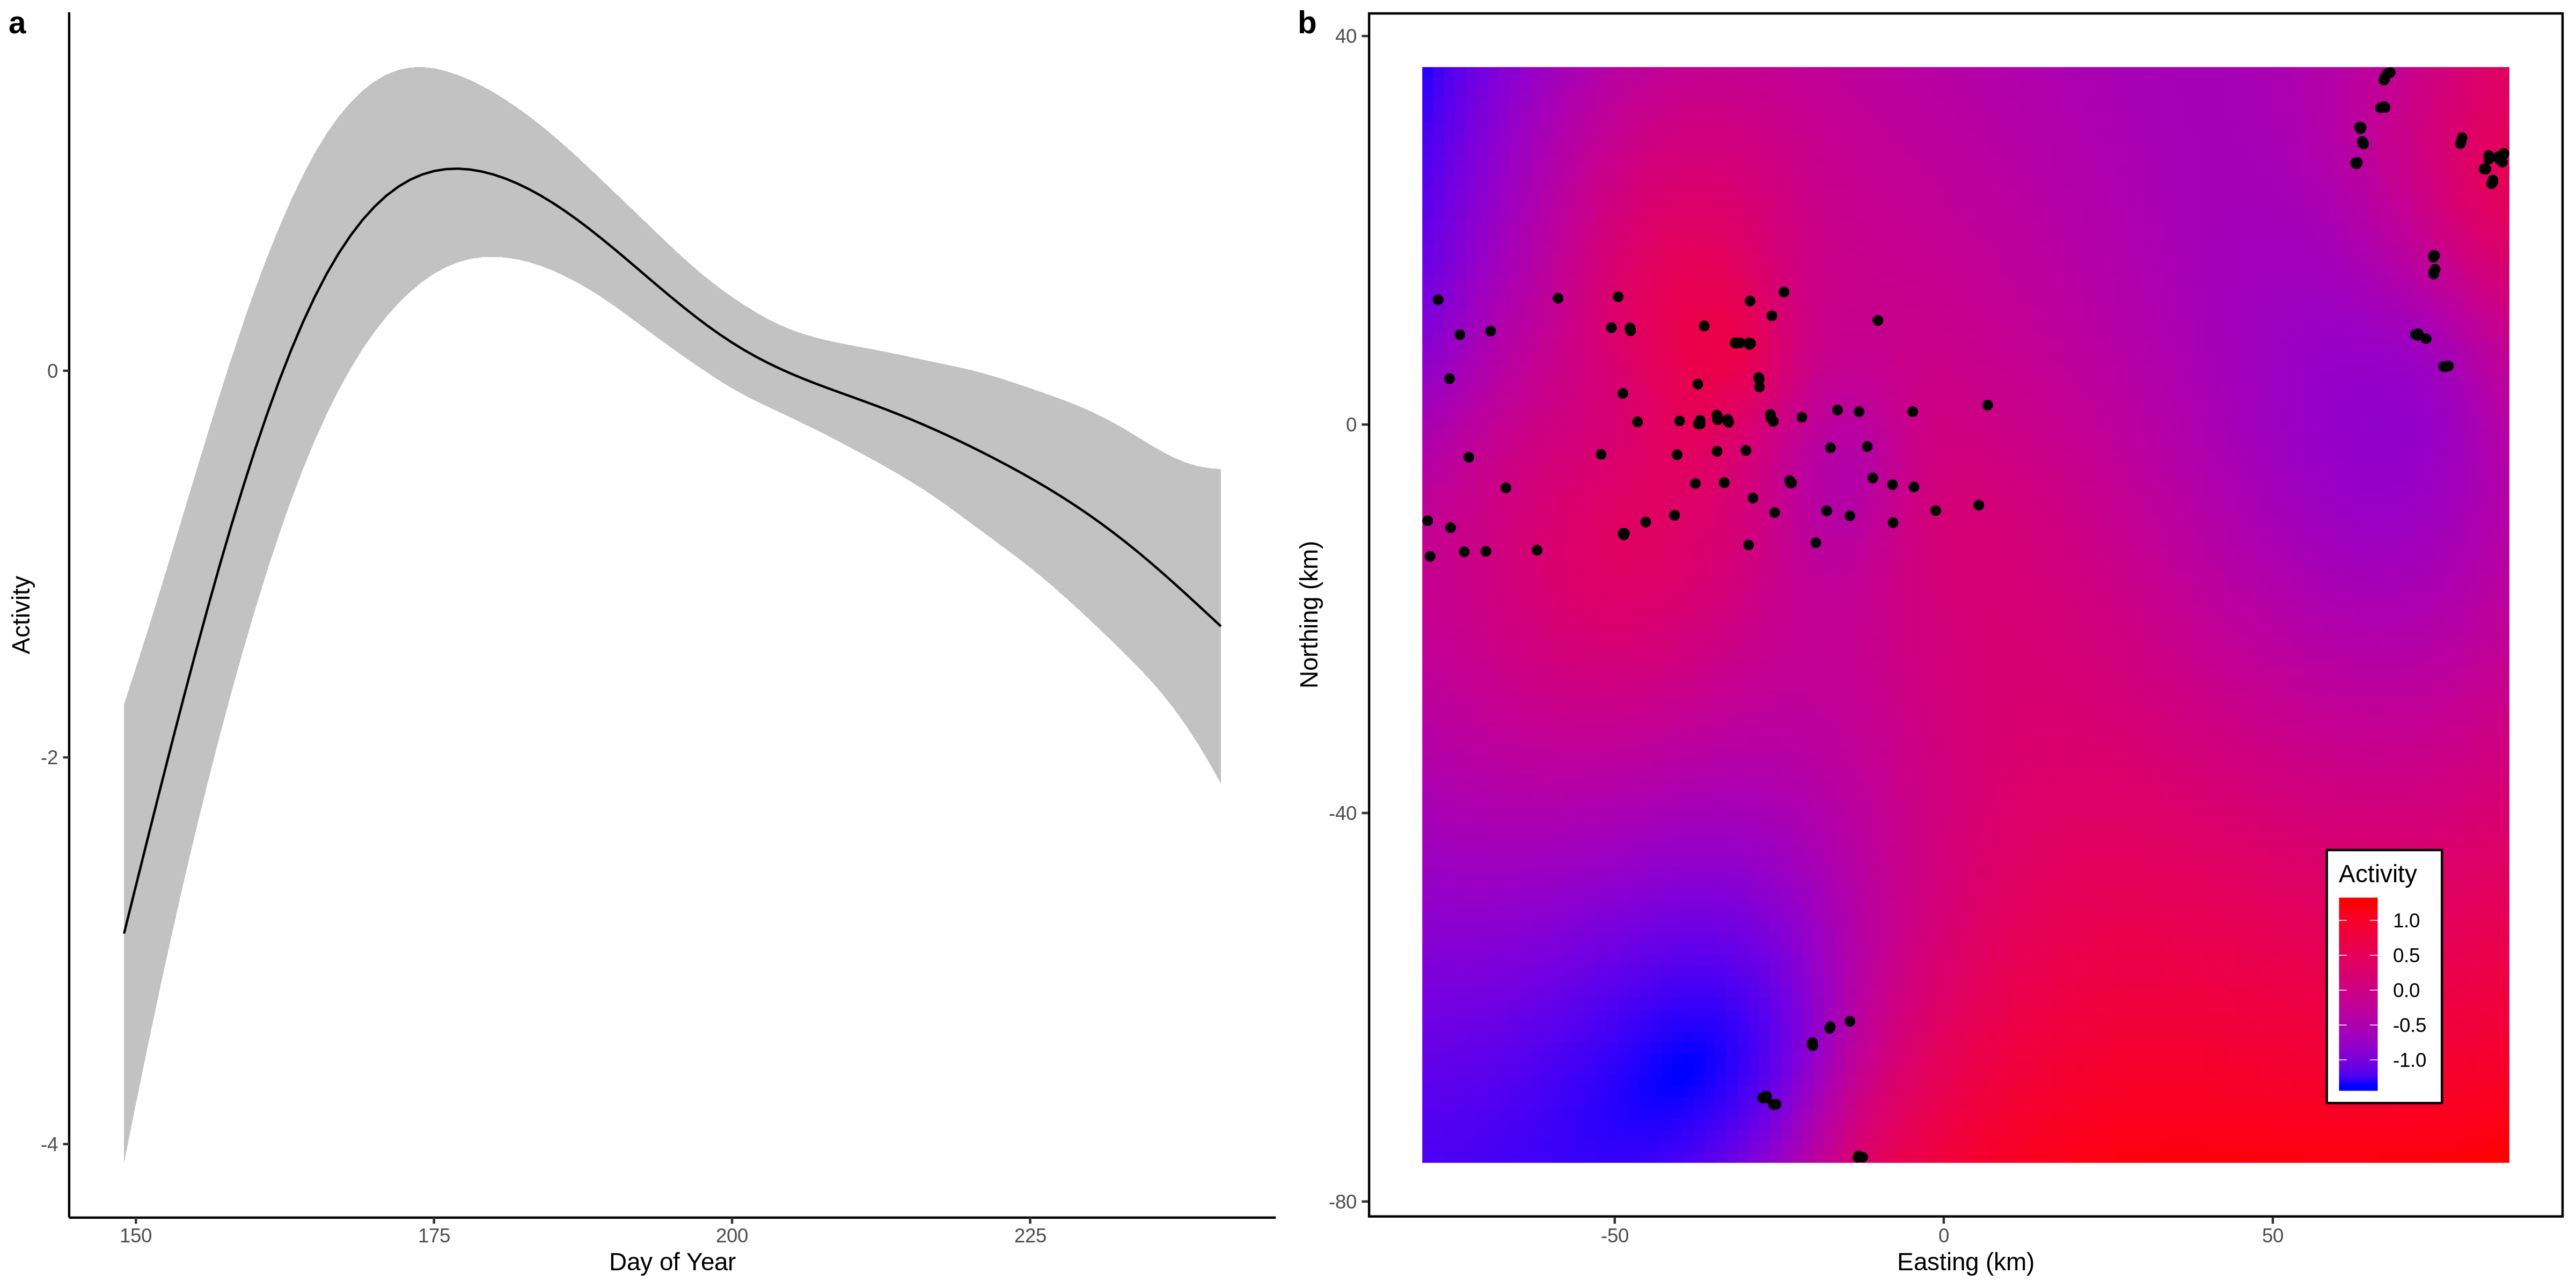 a
Activity
0
-2
-4
150 175 200 225
Day of Year
b
Northing (km)
40
0
-40
-80
-50 0 50
Easting (km)
Activity
1.0
0.5
0.0
-0.5
-1.0